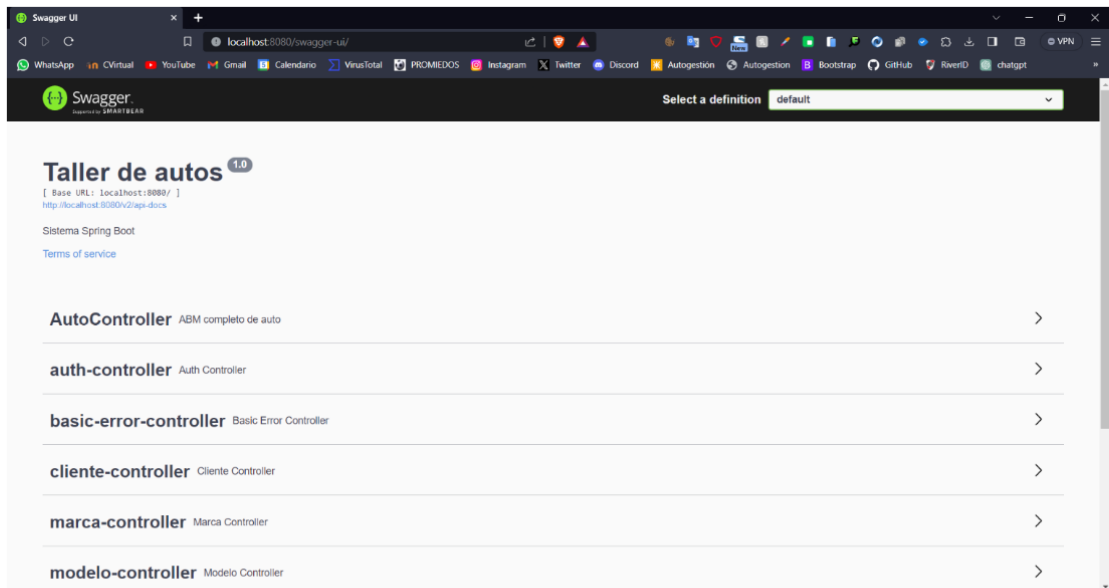 Swagger UI
localhost:8080/swagger-ui/
New
VPN
WhatsApp CVirtual YouTube Gmail Calendario VirusTotal PROMIEDOS Instagram Twitter Discord Autogestión Autogestion Bootstrap GitHub RiverID chatgpt
Swagger.
Supported by SMARTBEAR
Select a definition default
Taller de autos 1.0
[ Base URL: localhost:8080/ ]
http://localhost:8080/v2/api-docs
Sistema Spring Boot
Terms of service
AutoController ABM completo de auto
auth-controller Auth Controller
basic-error-controller Basic Error Controller
cliente-controller Cliente Controller
marca-controller Marca Controller
modelo-controller Modelo Controller